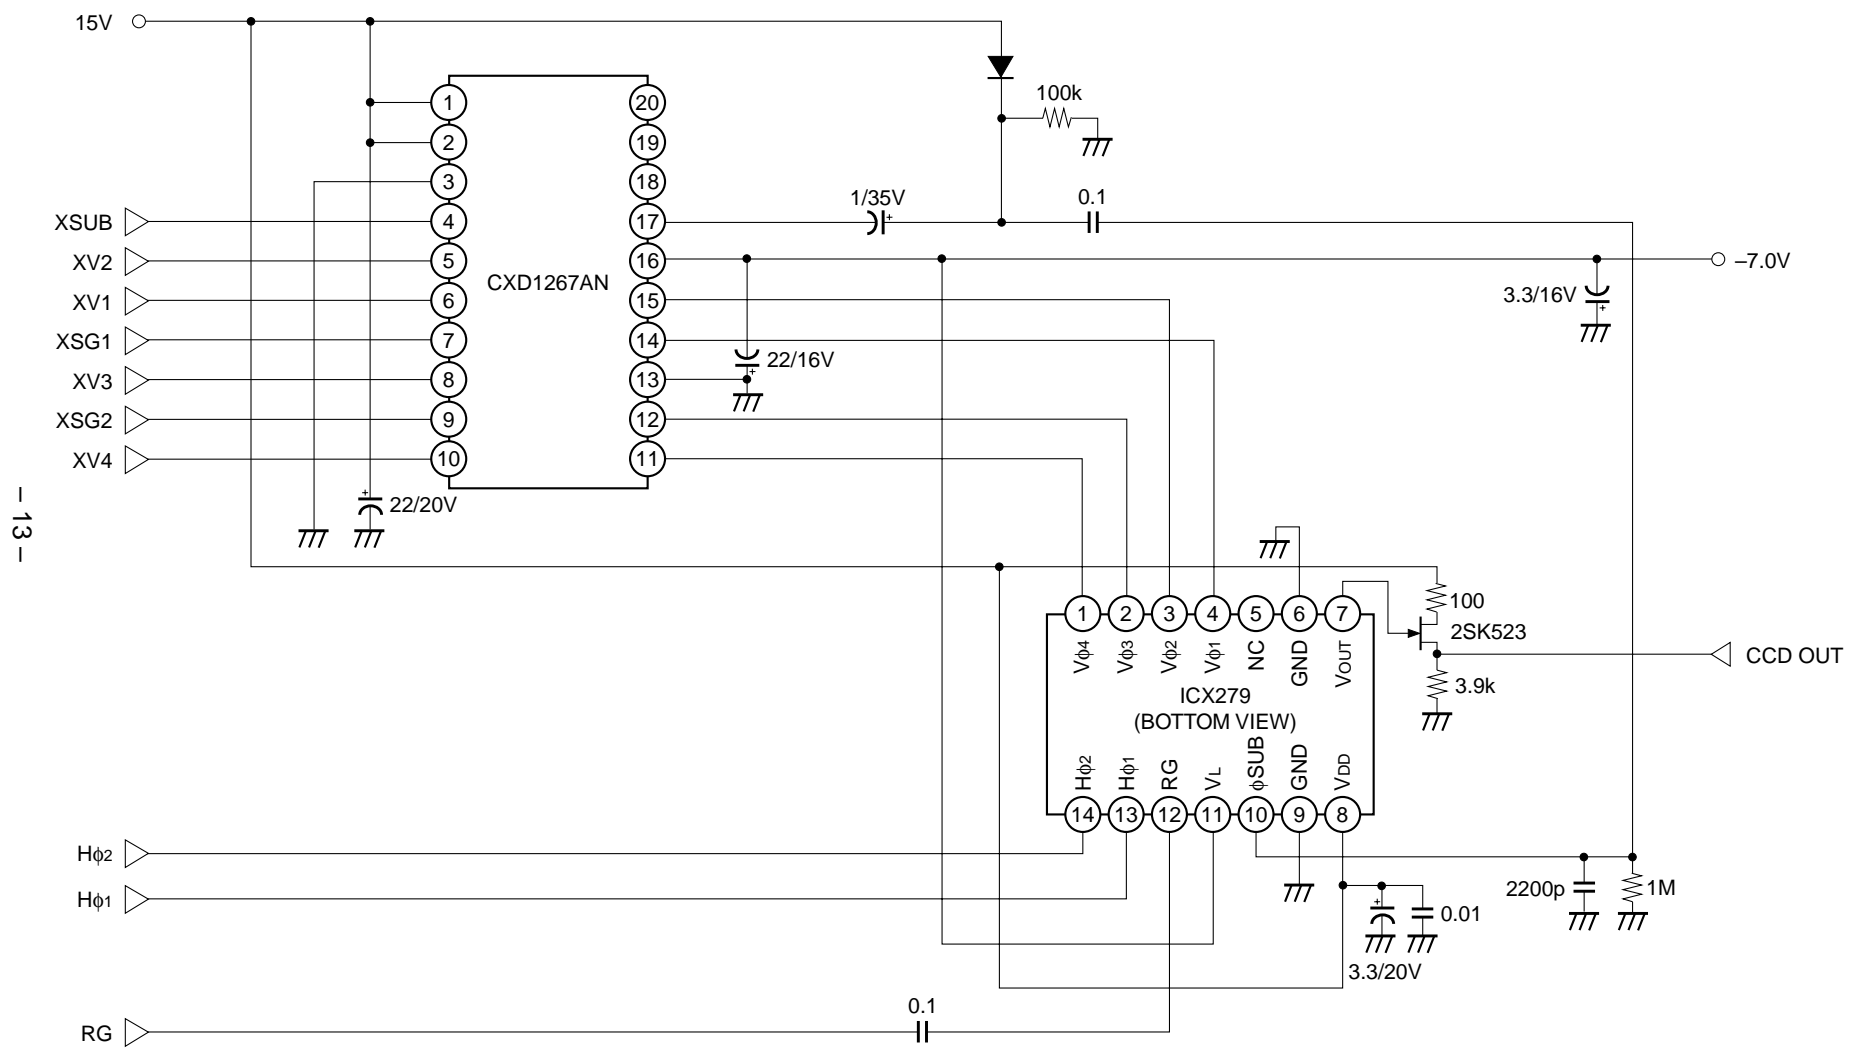 15V
1
20
100k
2
19
3
18
1/35V
0.1
XSUB
4
17
XV2
5
16
–7.0V
CXD1267AN
3.3/16V
XV1
6
15
XSG1
7
14
22/16V
XV3
8
13
XSG2
9
12
XV4
10
11
22/20V
– 13 –
100
1
2
3
4
5
6
7
2SK523
Vϕ4
Vϕ3
Vϕ2
Vϕ1
NC
GND
VOUT
CCD OUT
3.9k
ICX279
(BOTTOM VIEW)
Hϕ2
Hϕ1
RG
VL
ϕSUB
GND
VDD
14
13
12
11
10
9
8
Hϕ2
2200p
1M
Hϕ1
0.01
3.3/20V
0.1
RG